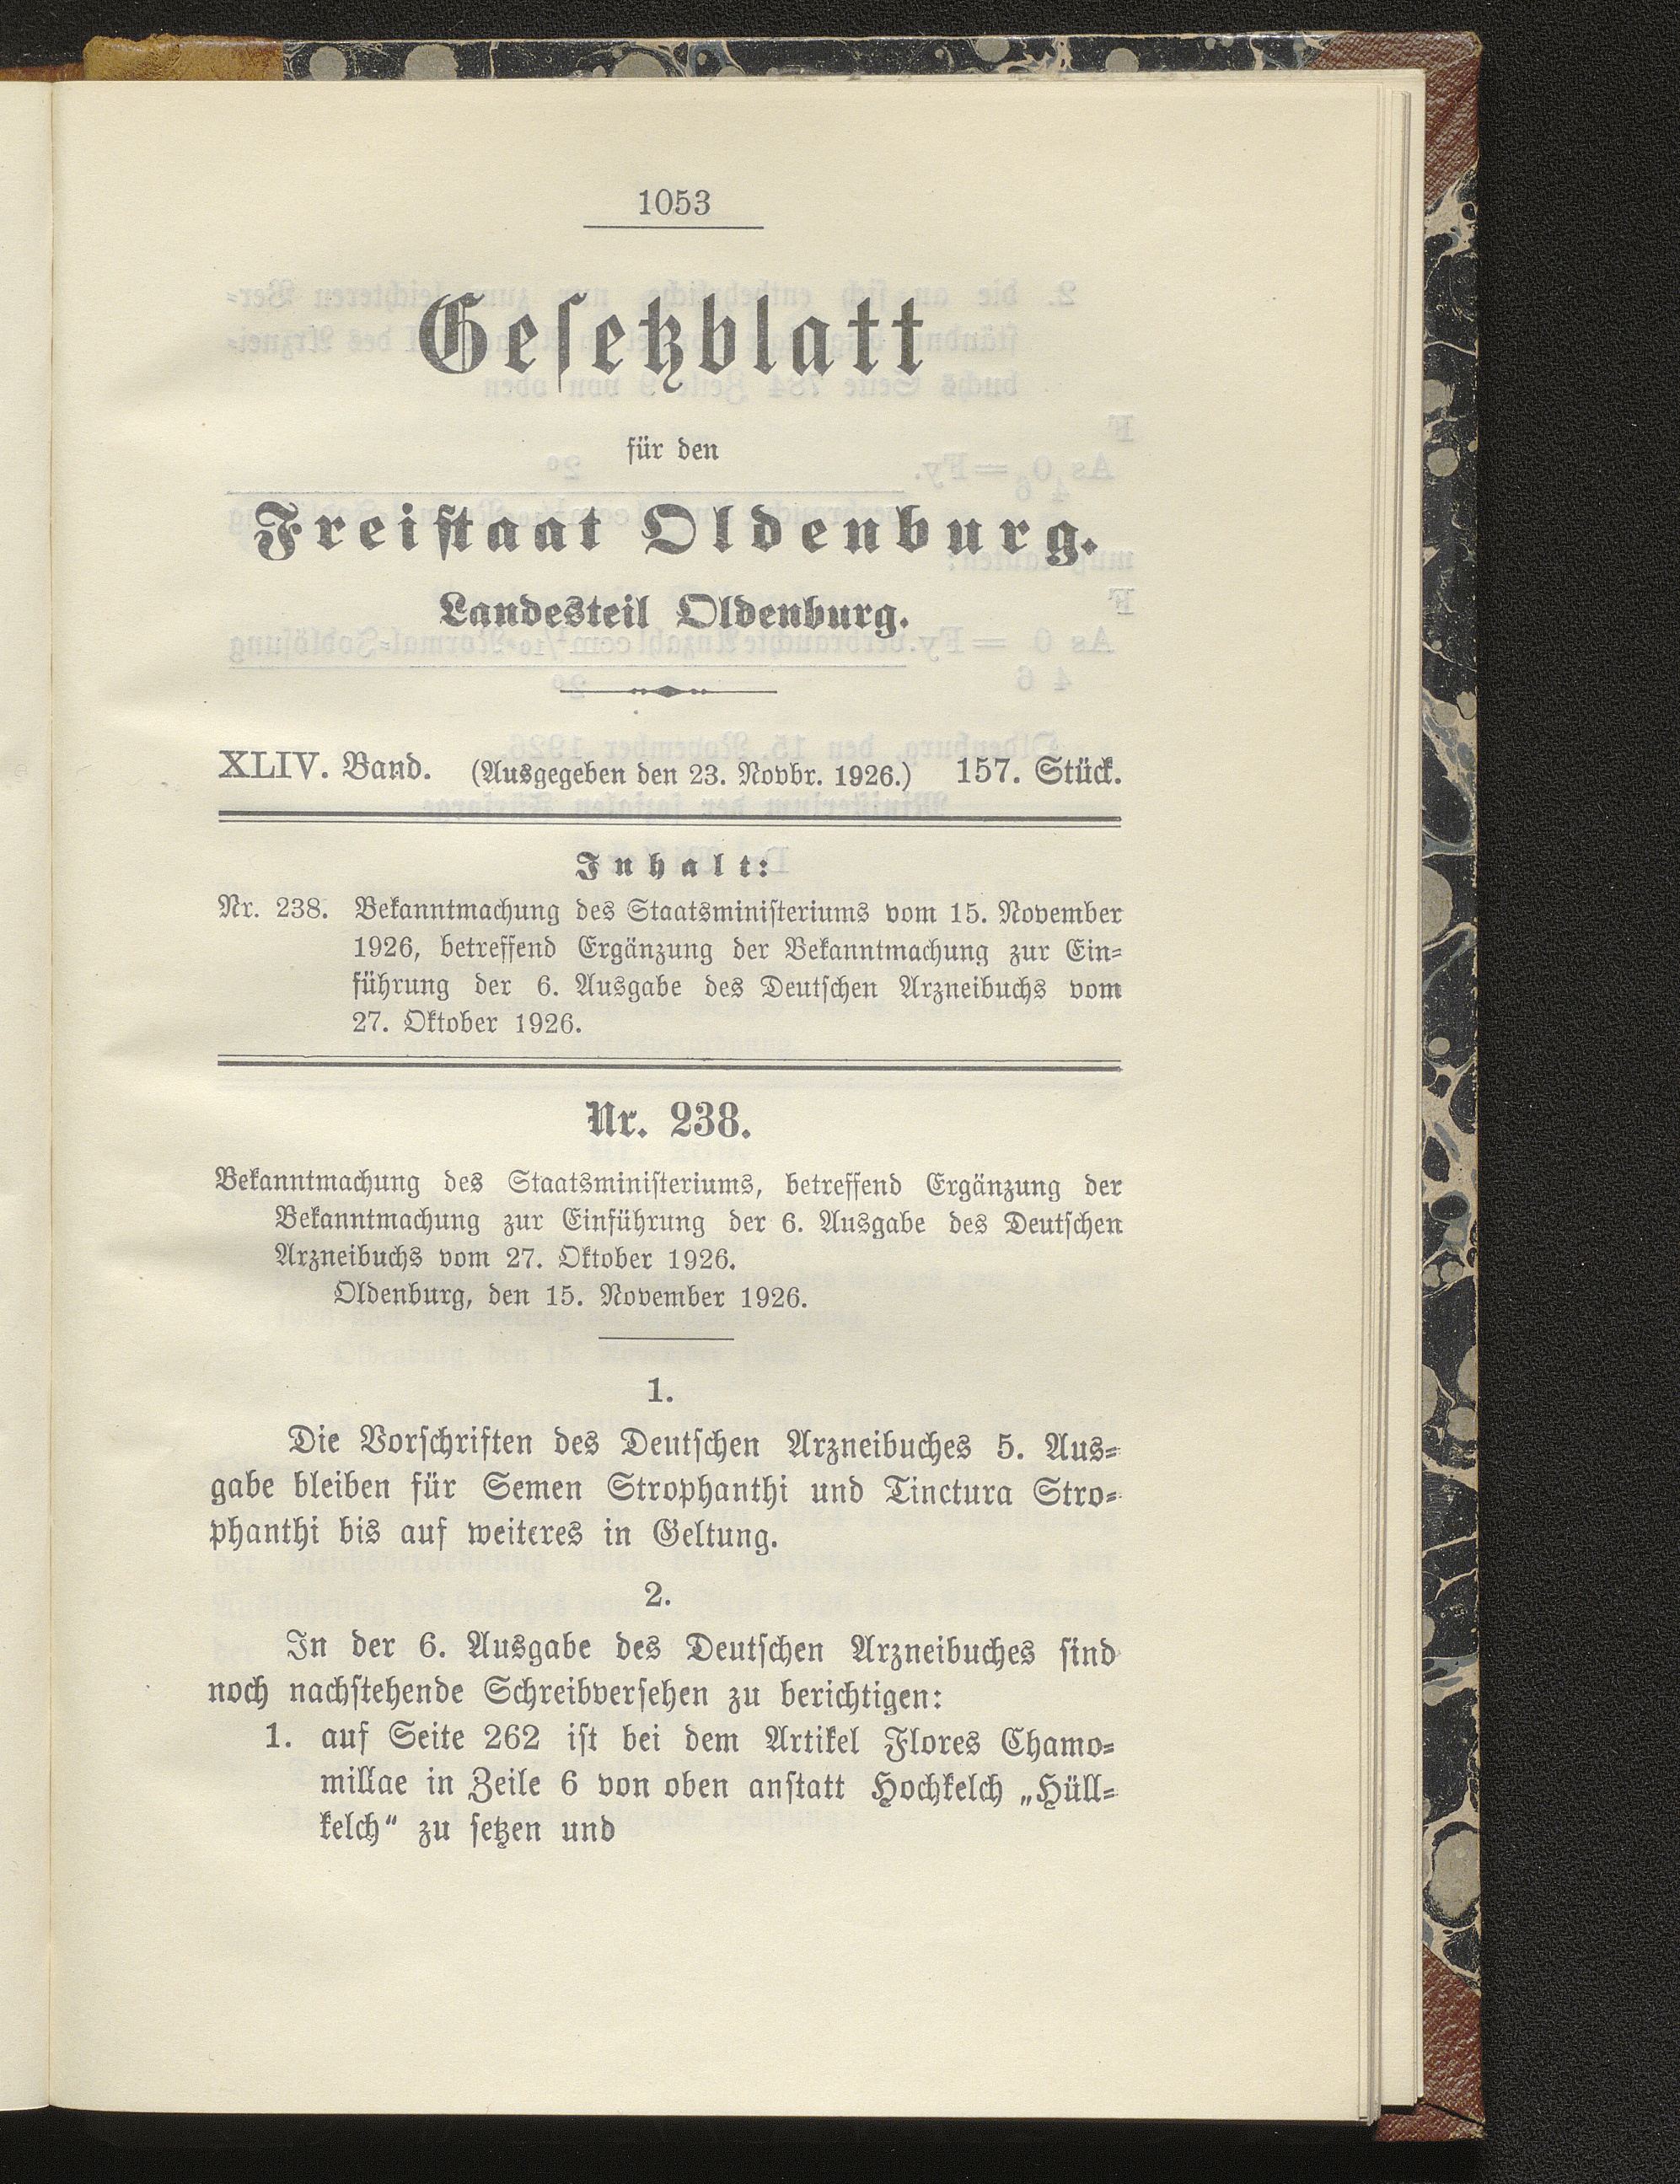 1053
Gesetzblatt
für den
Freistaat Oldenburg.
Landesteil Oldenburg.
XLIV. Band. (Ausgegeben den 23. Novbr. 1926.) 157. Stück.
Inhalt:
Nr. 238. Bekanntmachung des Staatsministeriums vom 15. November
1926, betreffend Ergänzung der Bekanntmachung zur Ein-
führung der 6. Ausgabe des Deutschen Arzneibuchs vom
27. Oktober 1926.
Nr. 238.
Bekanntmachung des Staatsministeriums, betreffend Ergänzung der
Bekanntmachung zur Einführung der 6. Ausgabe des Deutschen
Arzneibuchs vom 27. Oktober 1926.
Oldenburg, den 15. November 1926.
1.
Die Vorschriften des Deutschen Arzneibuches 5. Aus-
gabe bleiben für Semen Strophanthi und Tinctura Stro-
phanthi bis auf weiteres in Geltung.
2.
In der 6. Ausgabe des Deutschen Arzneibuches sind
noch nachstehende Schreibversehen zu berichtigen:
1. auf Seite 262 ist bei dem Artikel Flores Chamo-
millae in Zeile 6 von oben anstatt Hochkelch „Hüll-
kelch“ zu setzen und